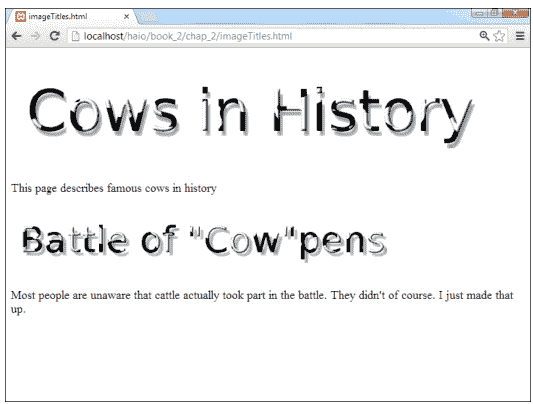 imageTitles.html
localhost/haio/book_2/chap_2/imageTitles.html
Cows in History
This page describes famous cows in history
Battle of "Cow"pens
Most people are unaware that cattle actually took part in the battle. They didn't of course. I just made that
up.